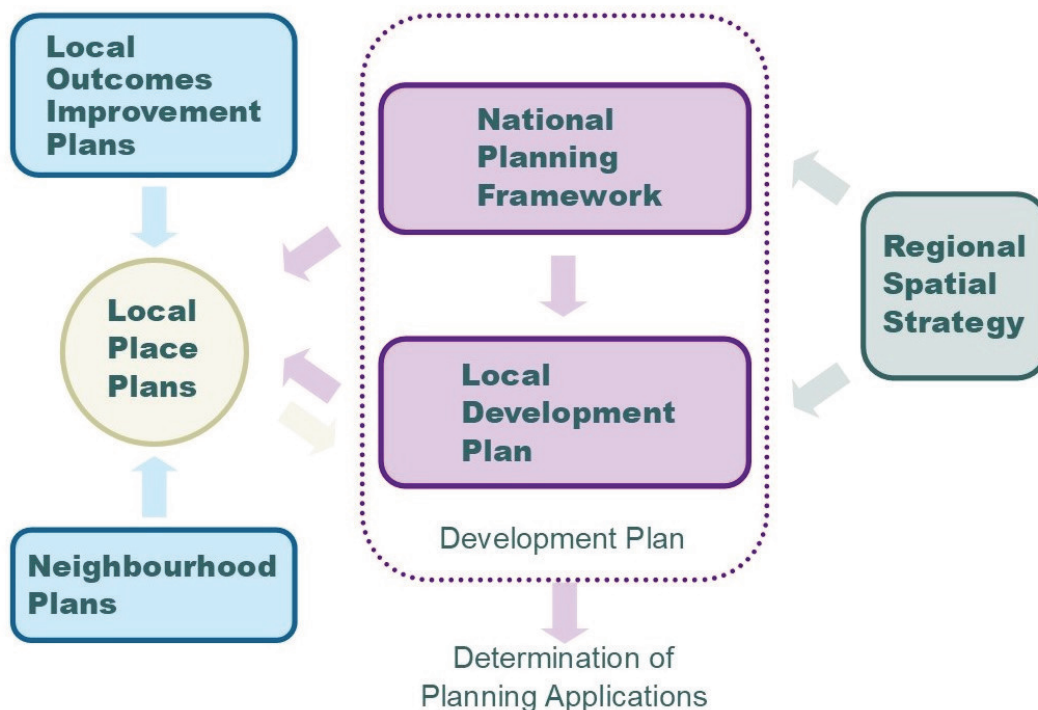 Local
Outcomes
Improvement
Plans
National
Planning
Framework
Regional
Spatial
Strategy
Local
Place
Plans
Local
Development
Plan
Development Plan
Neighbourhood
Plans
Determination of
Planning Applications